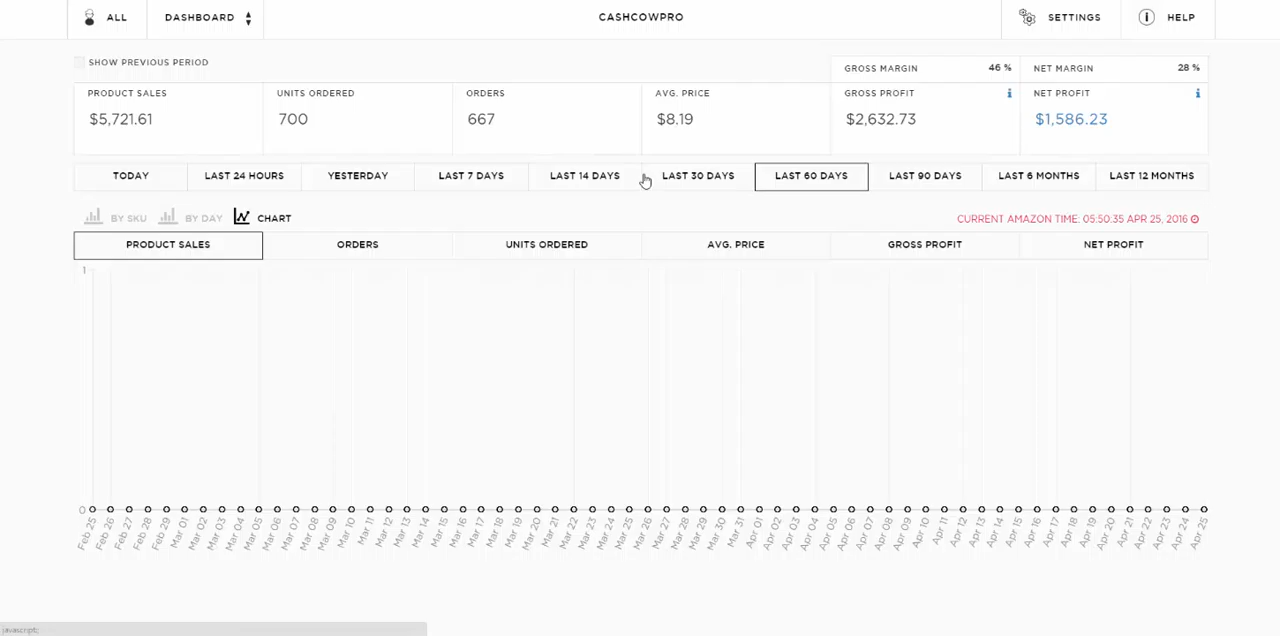 ALL DASHBOARD CASHCOWPRO SETTINGS HELP
SHOW PREVIOUS PERIOD
GROSS MARGIN 46 % NET MARGIN 28 %
PRODUCT SALES UNITS ORDERED ORDERS AVG. PRICE GROSS PROFIT NET PROFIT
$5,721.61 700 667 $8.19 $2,632.73 $1,586.23
TODAY LAST 24 HOURS YESTERDAY LAST 7 DAYS LAST 14 DAYS LAST 30 DAYS LAST 60 DAYS LAST 90 DAYS LAST 6 MONTHS LAST 12 MONTHS
BY SKU BY DAY CHART CURRENT AMAZON TIME: 05:50:35 APR 25, 2016
PRODUCT SALES ORDERS UNITS ORDERED AVG. PRICE GROSS PROFIT NET PROFIT
1
0
Feb 25 Feb 26 Feb 27 Feb 28 Feb 29 Mar 01 Mar 02 Mar 03 Mar 04 Mar 05 Mar 06 Mar 07 Mar 08 Mar 09 Mar 10 Mar 11 Mar 12 Mar 13 Mar 14 Mar 15 Mar 16 Mar 17 Mar 18 Mar 19 Mar 20 Mar 21 Mar 22 Mar 23 Mar 24 Mar 25 Mar 26 Mar 27 Mar 28 Mar 29 Mar 30 Mar 31 Apr 01 Apr 02 Apr 03 Apr 04 Apr 05 Apr 06 Apr 07 Apr 08 Apr 09 Apr 10 Apr 11 Apr 12 Apr 13 Apr 14 Apr 15 Apr 16 Apr 17 Apr 18 Apr 19 Apr 20 Apr 21 Apr 22 Apr 23 Apr 24 Apr 25
javascript:;